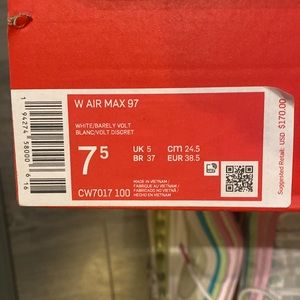 W AIR MAX 97
WHITE/BARELY VOLT
BLANC/VOLT DISCRET
7 5
UK 5 CM 24.5
BR 37 EUR 38.5
CW7017 100
MADE IN VIETNAM /
FABRIQUÉ AU VIETNAM /
FABRICADO NO VIETNÃ /
HECHO EN VIETNAM
Suggested Retail: USD $170.00